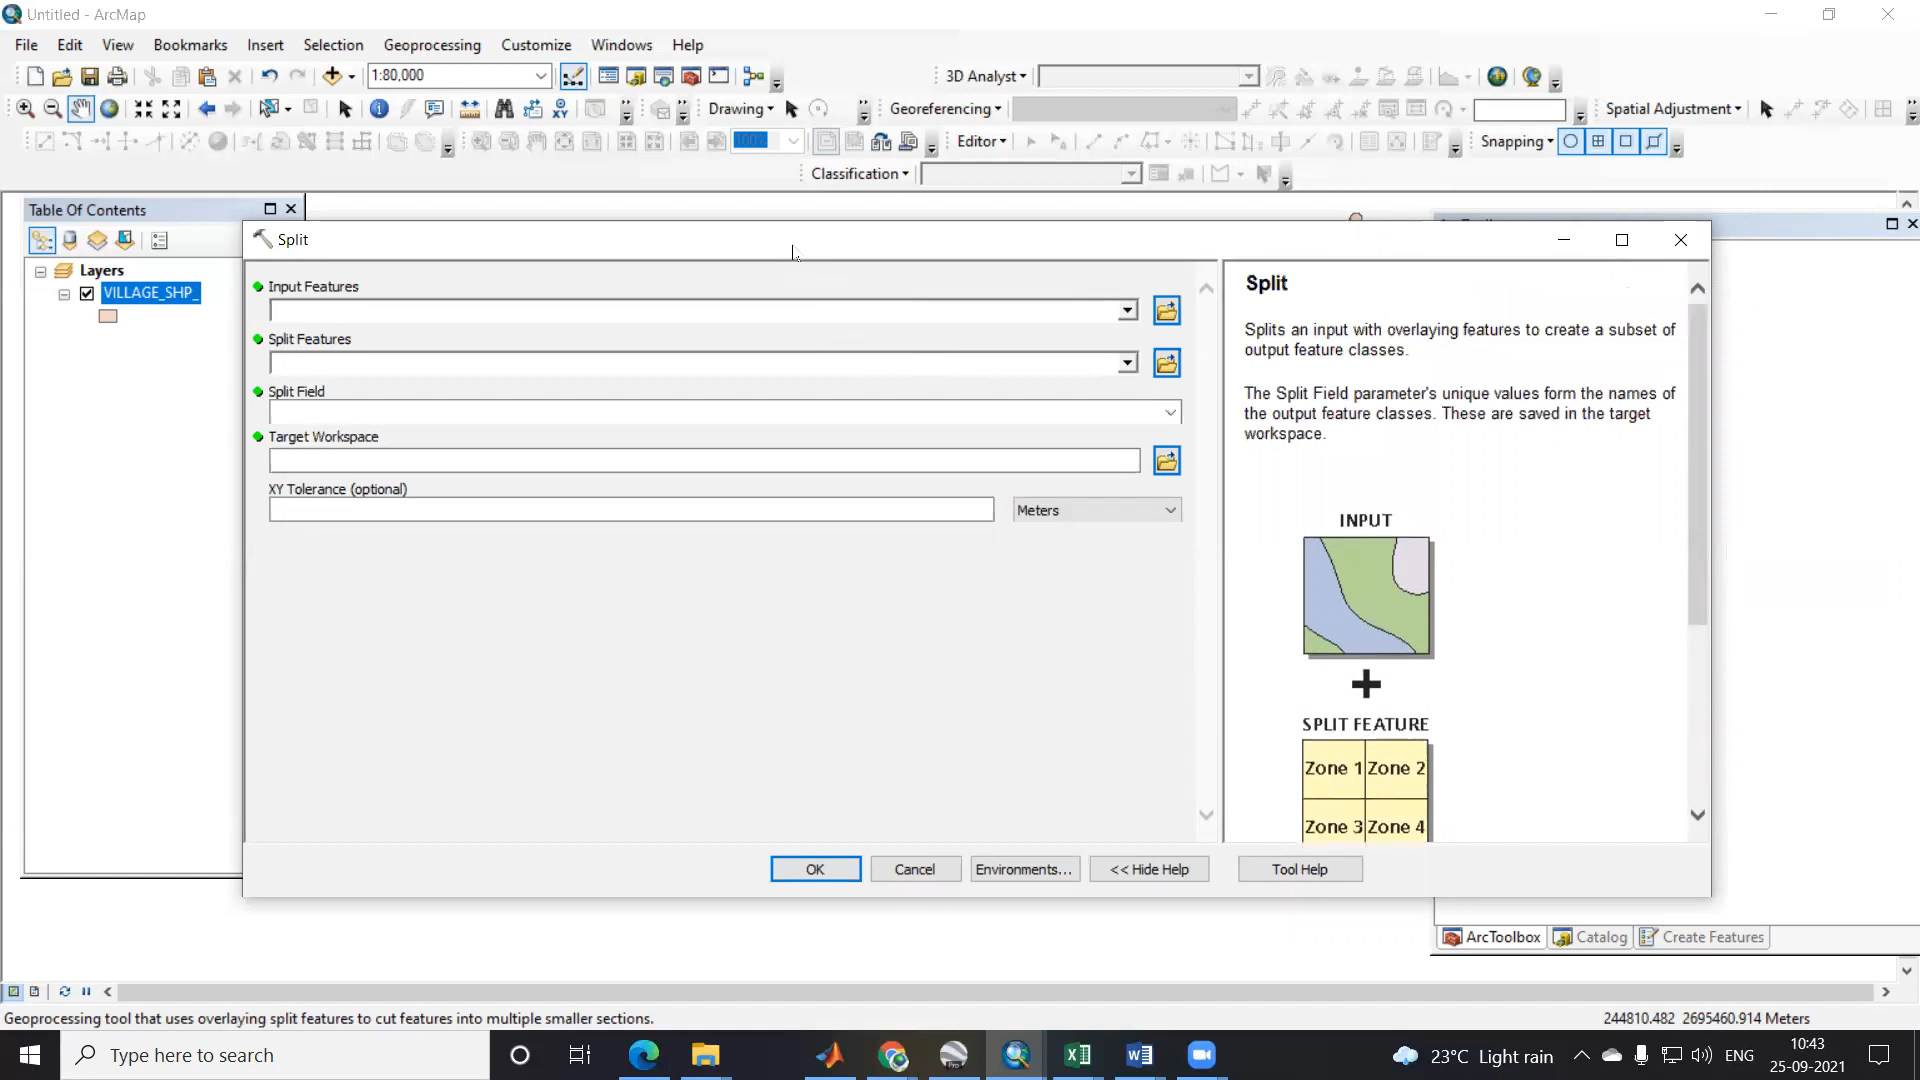 Untitled - ArcMap
File Edit View Bookmarks Insert Selection Geoprocessing Customize Windows Help
1:80,000
3D Analyst
Drawing
Georeferencing
Spatial Adjustment
100%
Editor
Snapping
Classification
Table Of Contents
Layers
VILLAGE_SHP_
Split
Input Features
Split Features
Split Field
Target Workspace
XY Tolerance (optional)
Meters
Split
Splits an input with overlaying features to create a subset of
output feature classes.
The Split Field parameter's unique values form the names of
the output feature classes. These are saved in the target
workspace.
INPUT
+
SPLIT FEATURE
Zone 1 Zone 2
Zone 3 Zone 4
OK Cancel Environments... << Hide Help Tool Help
ArcToolbox Catalog Create Features
Geoprocessing tool that uses overlaying split features to cut features into multiple smaller sections.
244810.482 2695460.914 Meters
Type here to search
23°C Light rain
ENG
10:43
25-09-2021